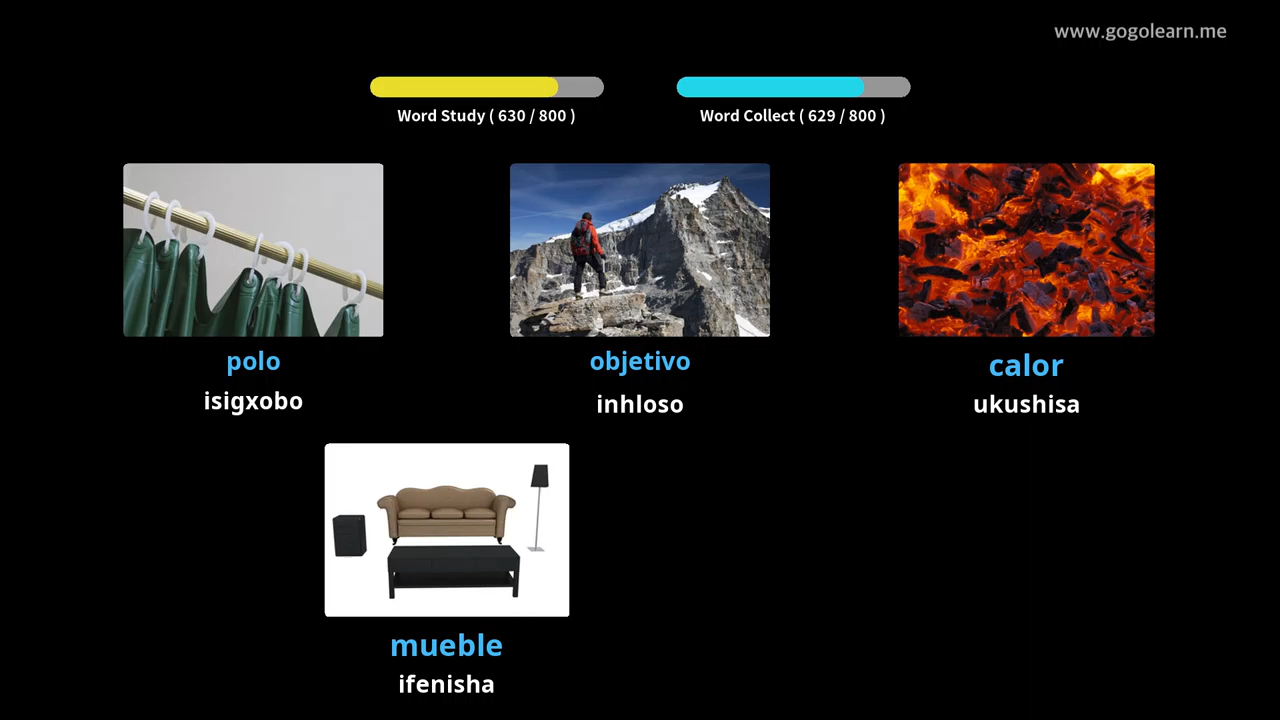 www.gogolearn.me
Word Study ( 630 / 800 )
Word Collect ( 629 / 800 )
polo
isigxobo
objetivo
inhloso
calor
ukushisa
mueble
ifenisha